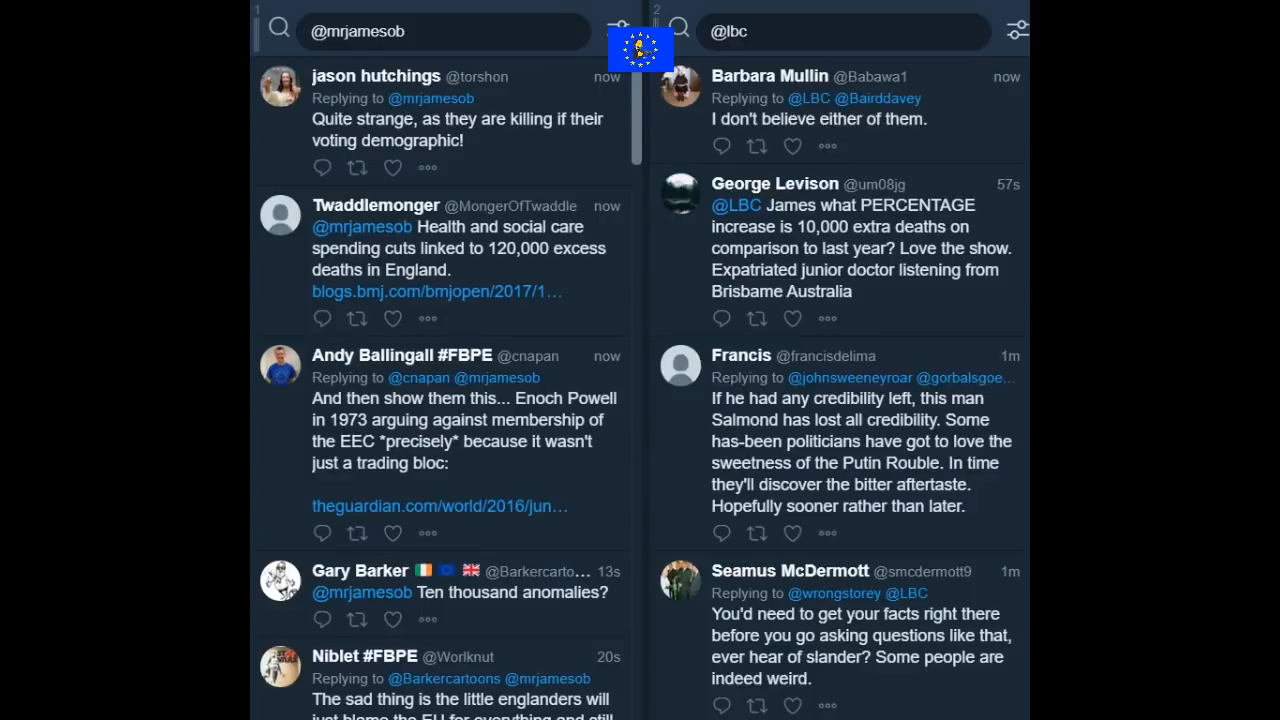 1
@mrjamesob
jason hutchings @torshon now
Replying to @mrjamesob
Quite strange, as they are killing if their
voting demographic!
Twaddlemonger @MongerOfTwaddle now
@mrjamesob Health and social care
spending cuts linked to 120,000 excess
deaths in England.
blogs.bmj.com/bmjopen/2017/1…
Andy Ballingall #FBPE @cnapan now
Replying to @cnapan @mrjamesob
And then show them this... Enoch Powell
in 1973 arguing against membership of
the EEC *precisely* because it wasn't
just a trading bloc:
theguardian.com/world/2016/jun…
Gary Barker @Barkercarto… 13s
@mrjamesob Ten thousand anomalies?
Niblet #FBPE @Worlknut 20s
Replying to @Barkercartoons @mrjamesob
The sad thing is the little englanders will
just blame the EU for everything and still
2
@lbc
Barbara Mullin @Babawa1 now
Replying to @LBC @Bairddavey
I don't believe either of them.
George Levison @um08jg 57s
@LBC James what PERCENTAGE
increase is 10,000 extra deaths on
comparison to last year? Love the show.
Expatriated junior doctor listening from
Brisbame Australia
Francis @francisdelima 1m
Replying to @johnsweeneyroar @gorbalsgoe...
If he had any credibility left, this man
Salmond has lost all credibility. Some
has-been politicians have got to love the
sweetness of the Putin Rouble. In time
they'll discover the bitter aftertaste.
Hopefully sooner rather than later.
Seamus McDermott @smcdermott9 1m
Replying to @wrongstorey @LBC
You'd need to get your facts right there
before you go asking questions like that,
ever hear of slander? Some people are
indeed weird.